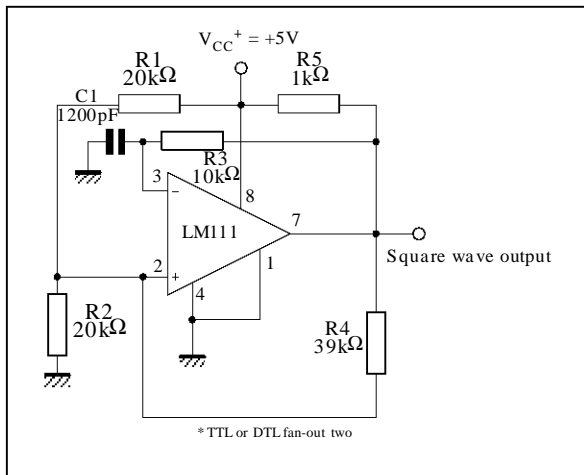 V_CC⁺ = +5V
R1
20kΩ
R5
1kΩ
C1
1200pF
R3
10kΩ
3
−
8
7
LM111
2
+
1
4
Square wave output
R2
20kΩ
R4
39kΩ
* TTL or DTL fan-out two